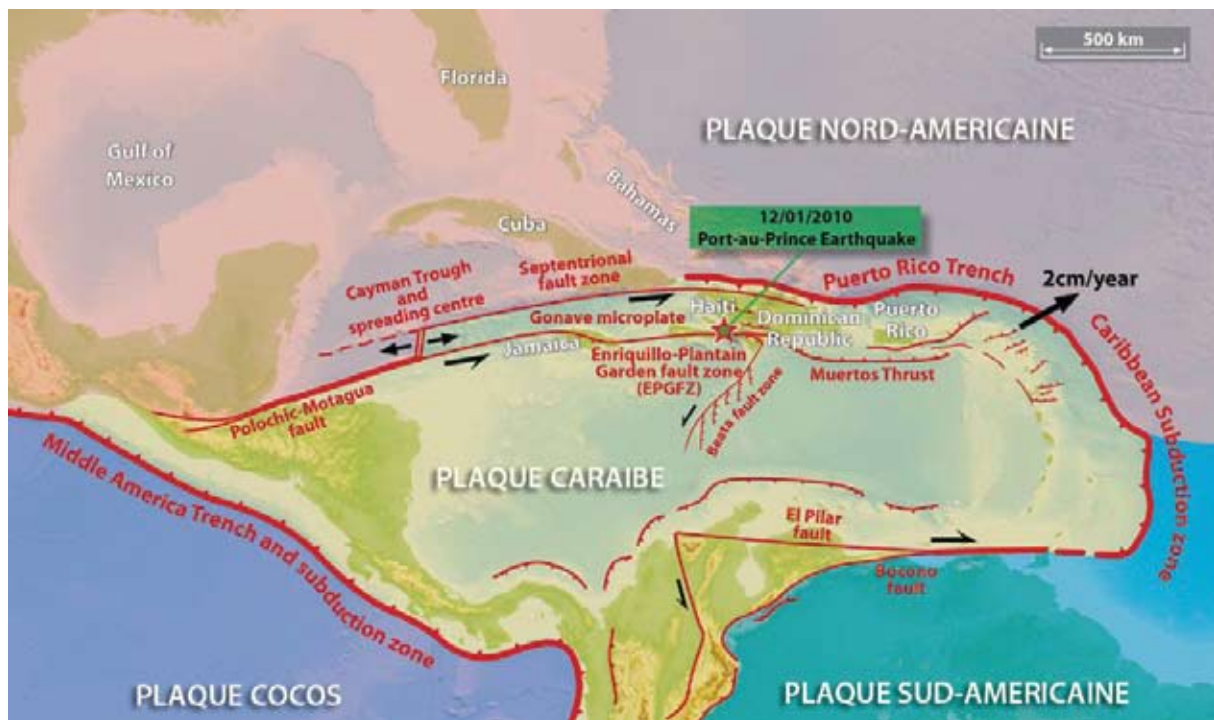 500 km
Florida
PLAQUE NORD-AMERICAINE
Gulf of
Mexico
Bahamas
12/01/2010
Port-au-Prince Earthquake
Cuba
Cayman Trough
and
spreading centre
Septentrional
fault zone
Puerto Rico Trench
2cm/year
Haiti
Gonave microplate
Dominican
Republic
Puerto
Rico
Jamaica
Enriquillo-Plantain
Garden fault zone
(EPGFZ)
Muertos Thrust
Caribbean Subduction zone
Polochic-Motagua
fault
Beata fault zone
Middle America Trench and subduction zone
PLAQUE CARAIBE
El Pilar
fault
Bocono
fault
PLAQUE COCOS
PLAQUE SUD-AMERICAINE